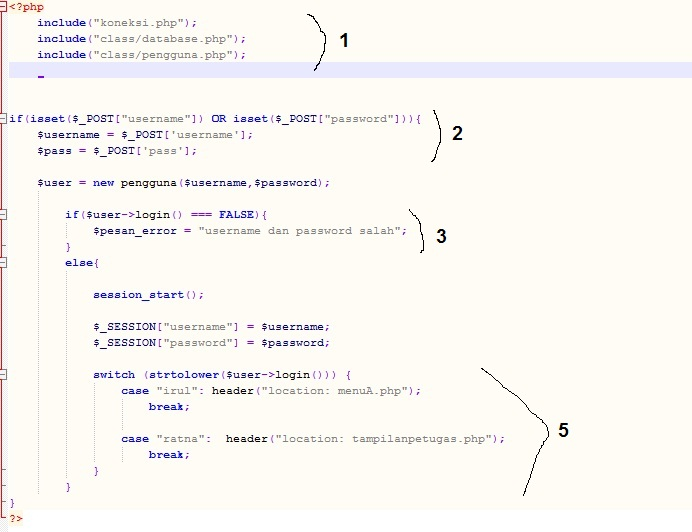 <?php
include("koneksi.php");
include("class/database.php");
include("class/pengguna.php");
1
if(isset($_POST["username"]) OR isset($_POST["password"])){
$username = $_POST['username'];
$pass = $_POST['pass'];
2
$user = new pengguna($username,$password);
if($user->login() === FALSE){
$pesan_error = "username dan password salah";
}
3
else{
session_start();
$_SESSION["username"] = $username;
$_SESSION["password"] = $password;
switch (strtolower($user->login())) {
case "irul": header("location: menuA.php");
break;
case "ratna":  header("location: tampilanpetugas.php");
break;
5
}
}
}
?>